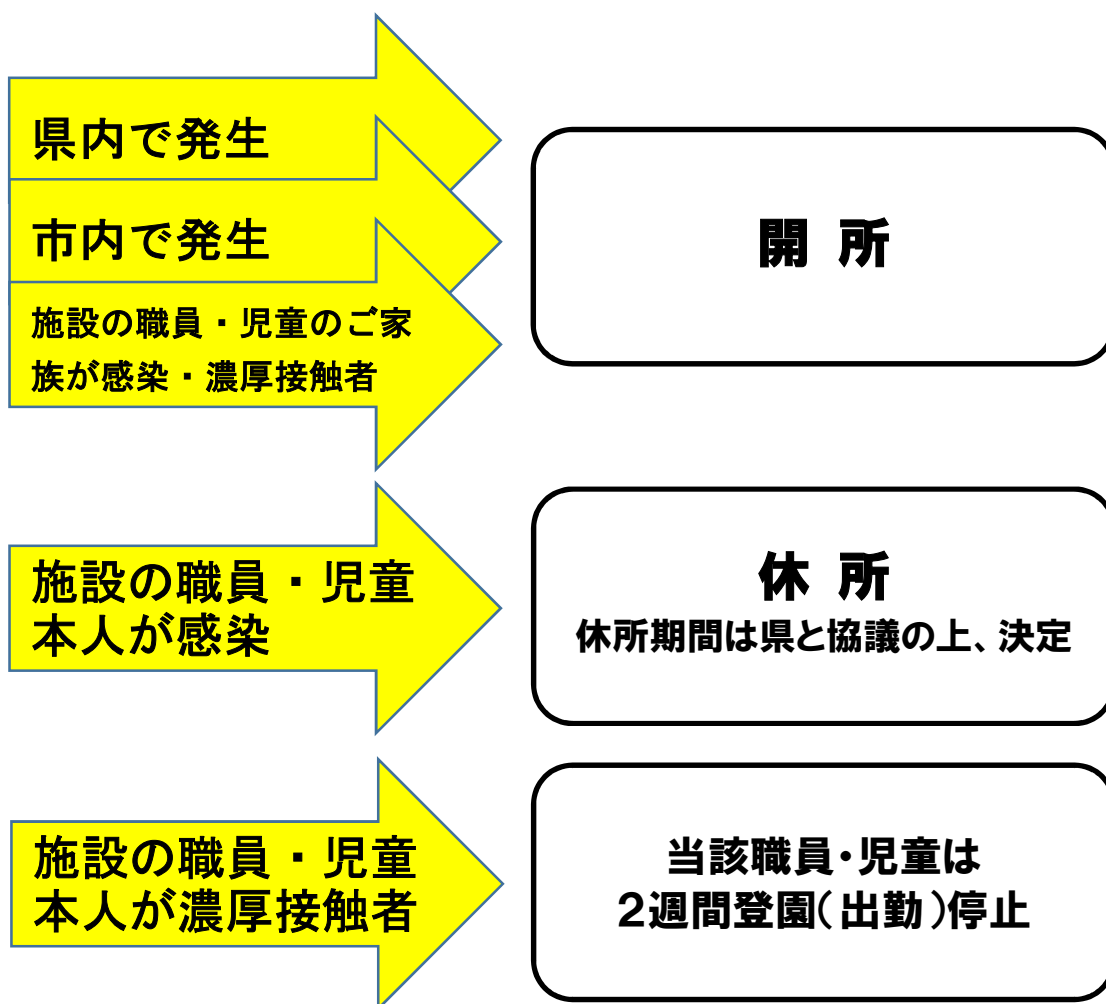 県内で発生
市内で発生
施設の職員・児童のご家
族が感染・濃厚接触者
開 所
施設の職員・児童
本人が感染
休 所
休所期間は県と協議の上、決定
施設の職員・児童
本人が濃厚接触者
当該職員・児童は
2週間登園(出勤)停止